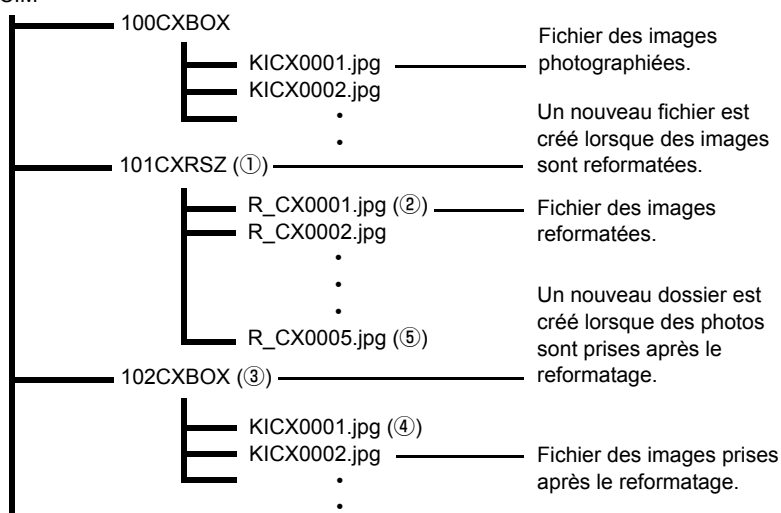 100CXBOX
KICX0001.jpg
KICX0002.jpg
Fichier des images
photographiées.
101CXRSZ (①)
Un nouveau fichier est
créé lorsque des images
sont reformatées.
R_CX0001.jpg (②)
R_CX0002.jpg
Fichier des images
reformatées.
R_CX0005.jpg (⑤)
102CXBOX (③)
Un nouveau dossier est
créé lorsque des photos
sont prises après le
reformatage.
KICX0001.jpg (④)
KICX0002.jpg
Fichier des images prises
après le reformatage.